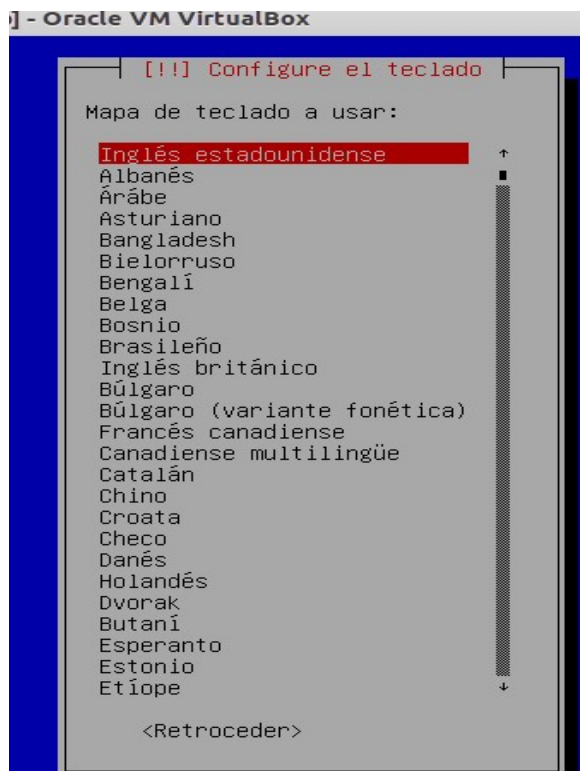 ] - Oracle VM VirtualBox
[!!] Configure el teclado
Mapa de teclado a usar:
Inglés estadounidense
Albanés
Árábe
Asturiano
Bangladesh
Bielorruso
Bengalí
Belga
Bosnio
Brasileño
Inglés británico
Búlgaro
Búlgaro (variante fonética)
Francés canadiense
Canadiense multilingüe
Catalán
Chino
Croata
Checo
Danés
Holandés
Dvorak
Butaní
Esperanto
Estonio
Etíope
<Retroceder>